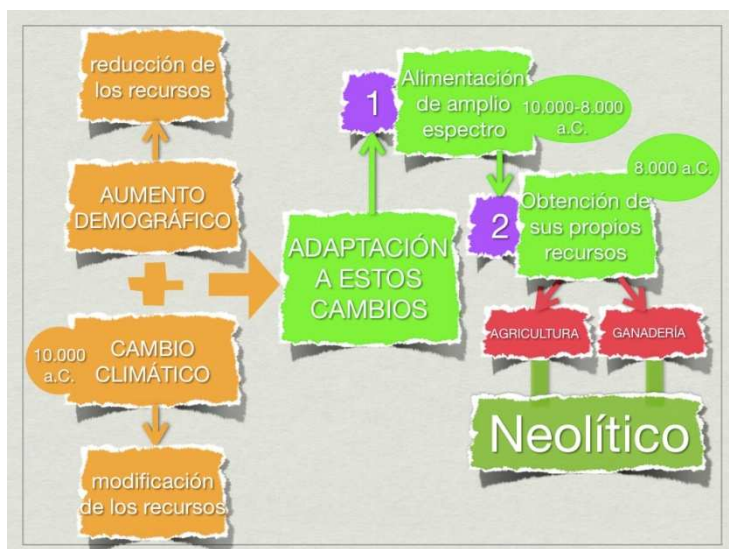 reducción de
los recursos
AUMENTO
DEMOGRÁFICO
10.000
a.C.
CAMBIO
CLIMÁTICO
modificación
de los recursos
ADAPTACIÓN
A ESTOS
CAMBIOS
1
Alimentación
de amplio
espectro
10.000-8.000
a.C.
2
Obtención de
sus propios
recursos
8.000 a.C.
AGRICULTURA
GANADERÍA
Neolítico